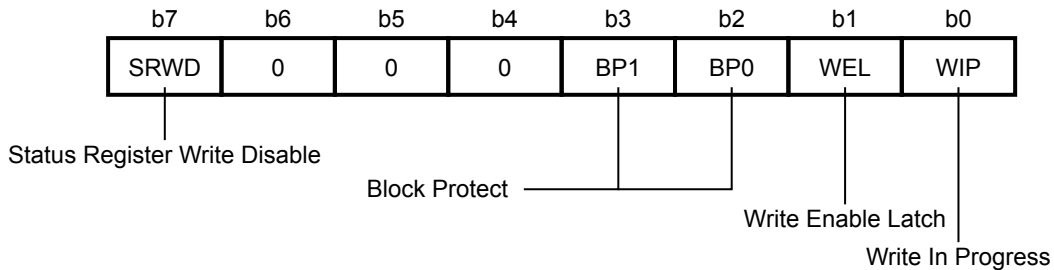 b7 b6 b5 b4 b3 b2 b1 b0
SRWD 0 0 0 BP1 BP0 WEL WIP
Status Register Write Disable
Block Protect
Write Enable Latch
Write In Progress